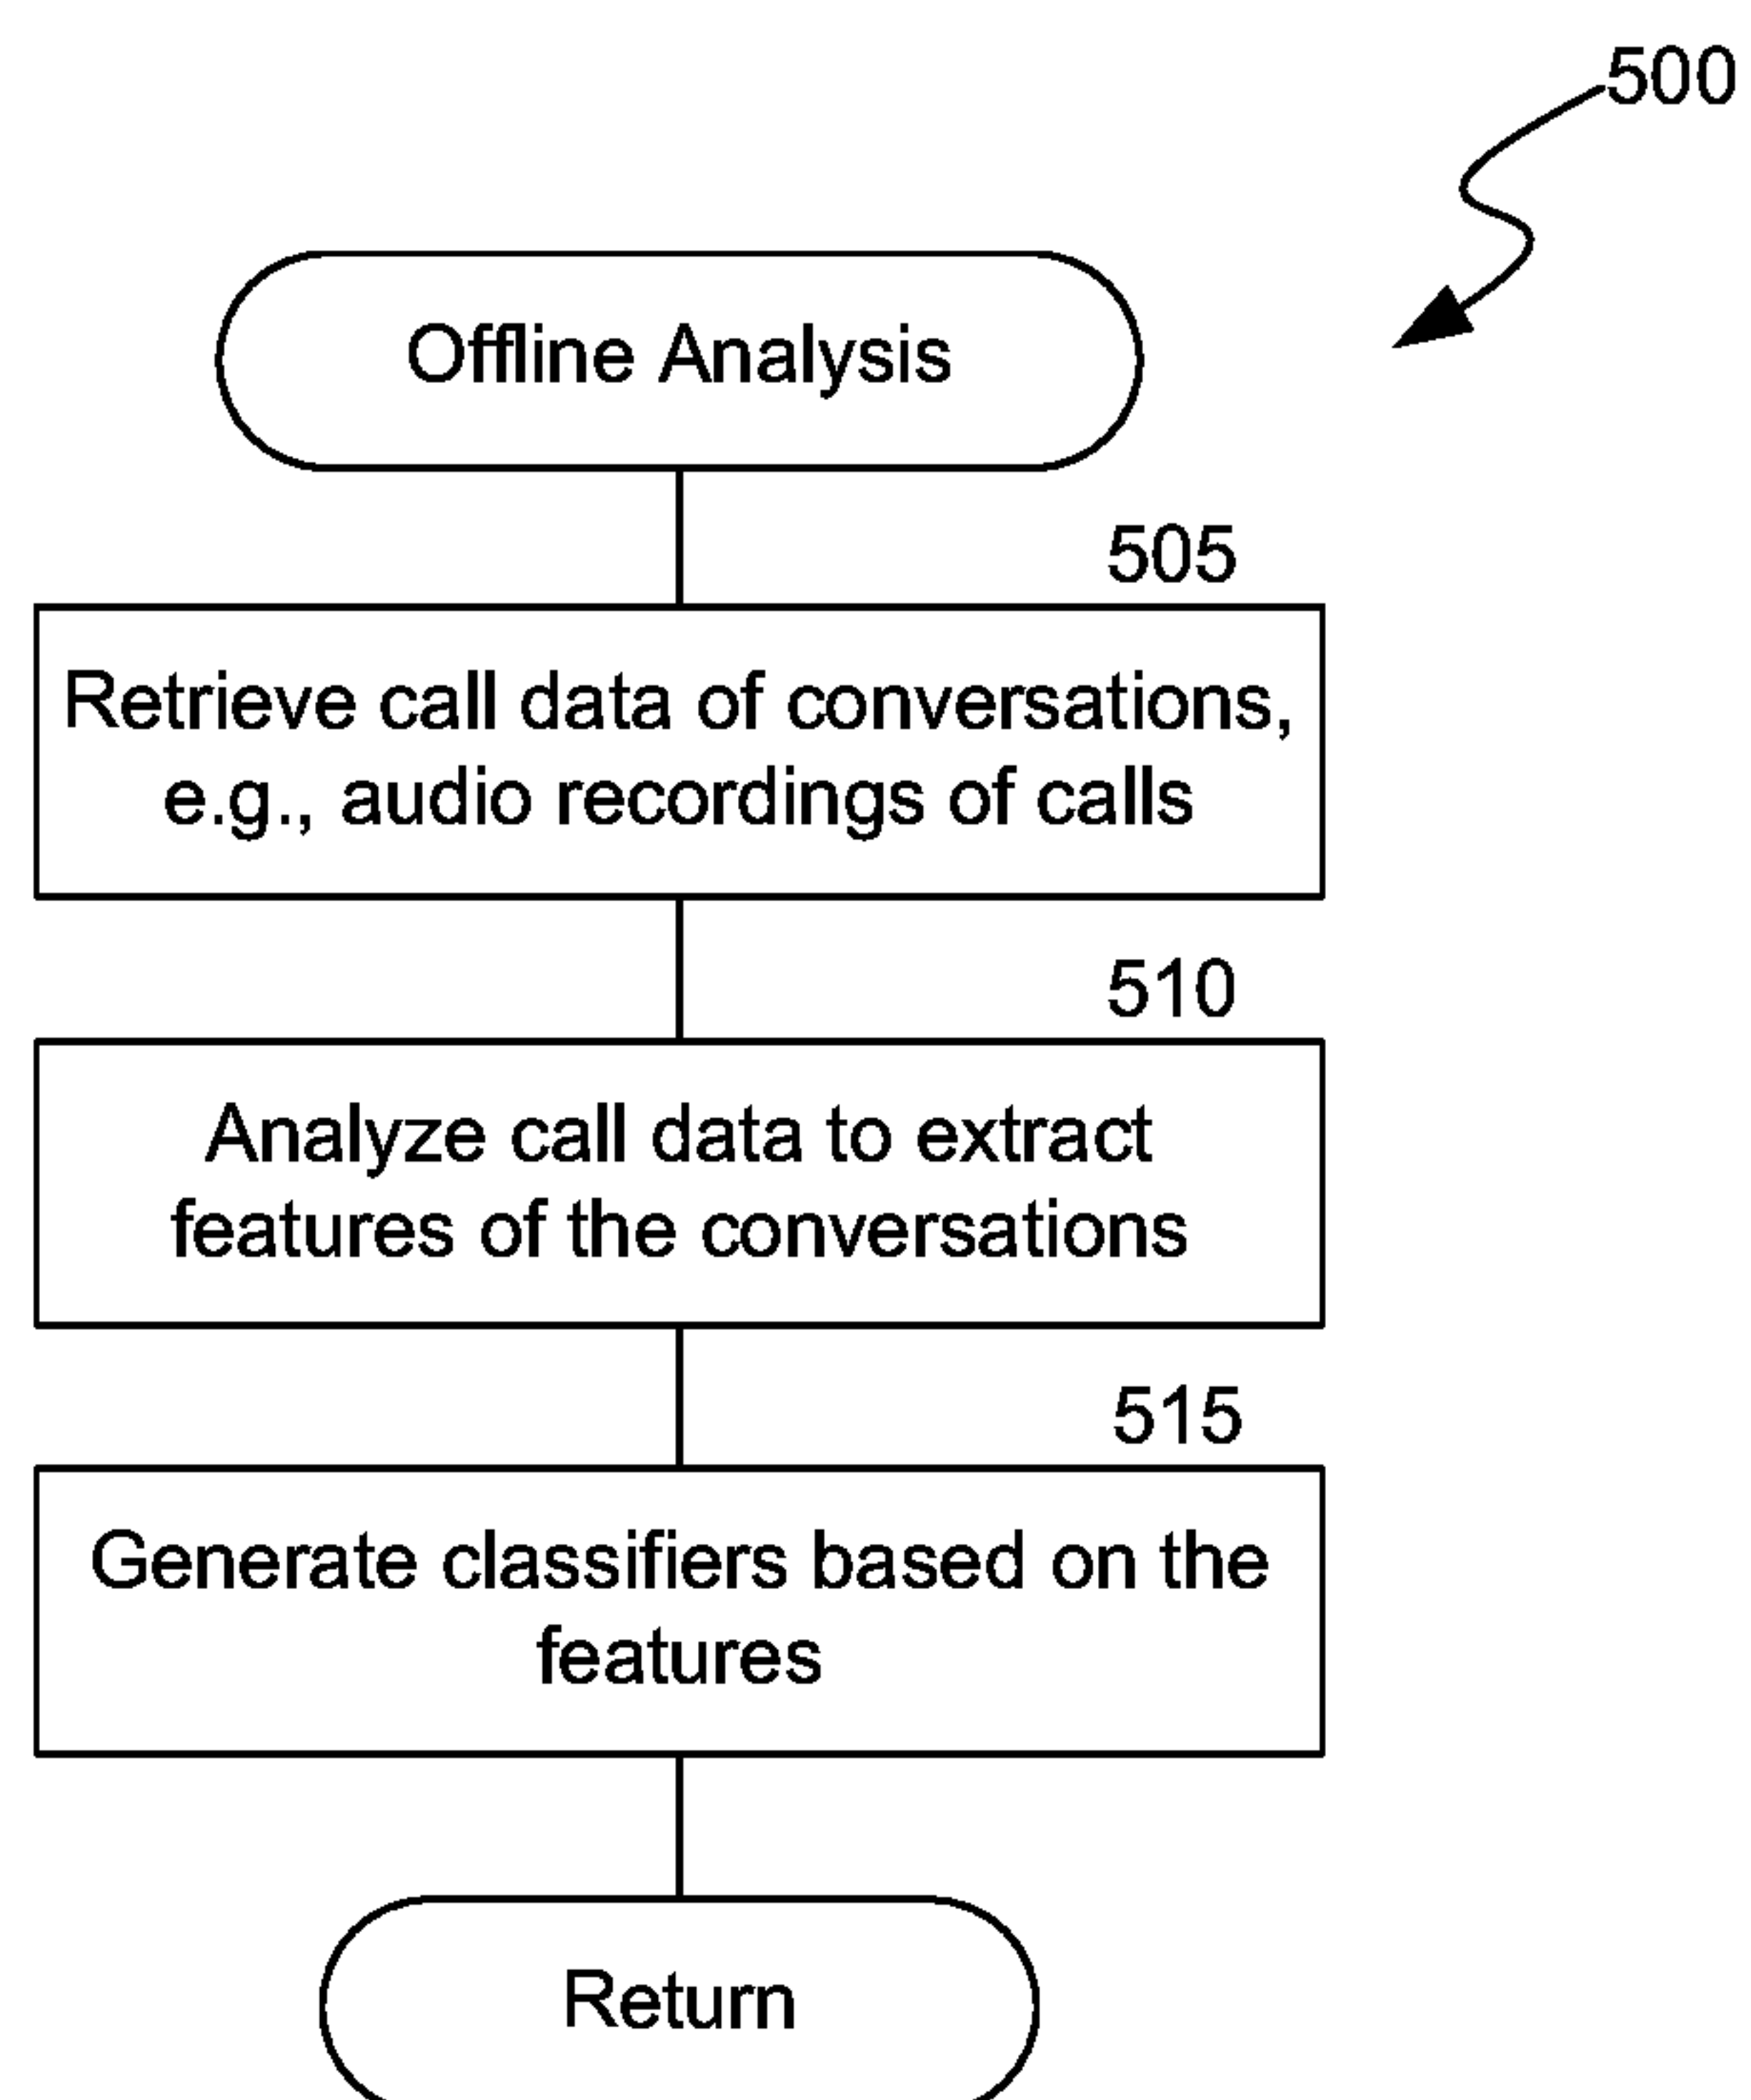 500
Offline Analysis
505
Retrieve call data of conversations,
e.g., audio recordings of calls
510
Analyze call data to extract
features of the conversations
515
Generate classifiers based on the
features
Return